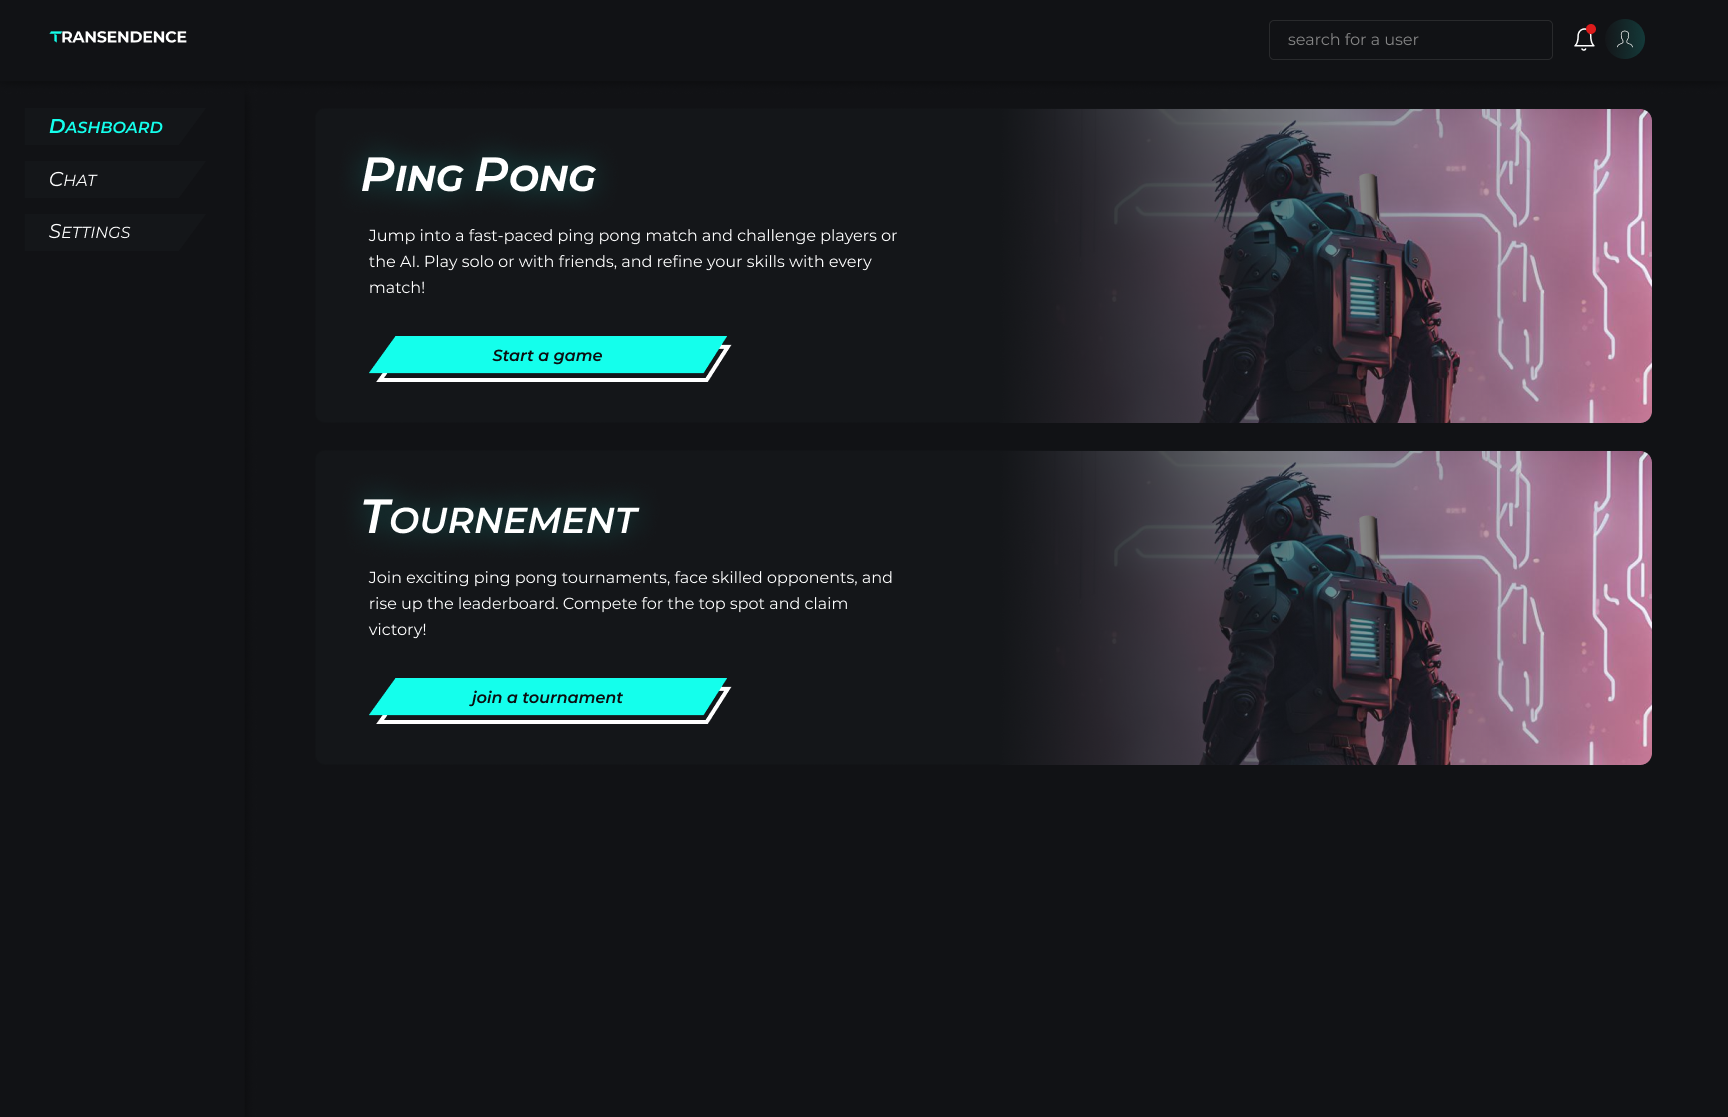 TRANSENDENCE
search for a user
DASHBOARD
CHAT
SETTINGS
PING PONG
Jump into a fast-paced ping pong match and challenge players or
the AI. Play solo or with friends, and refine your skills with every
match!
Start a game
TOURNEMENT
Join exciting ping pong tournaments, face skilled opponents, and
rise up the leaderboard. Compete for the top spot and claim
victory!
join a tournament